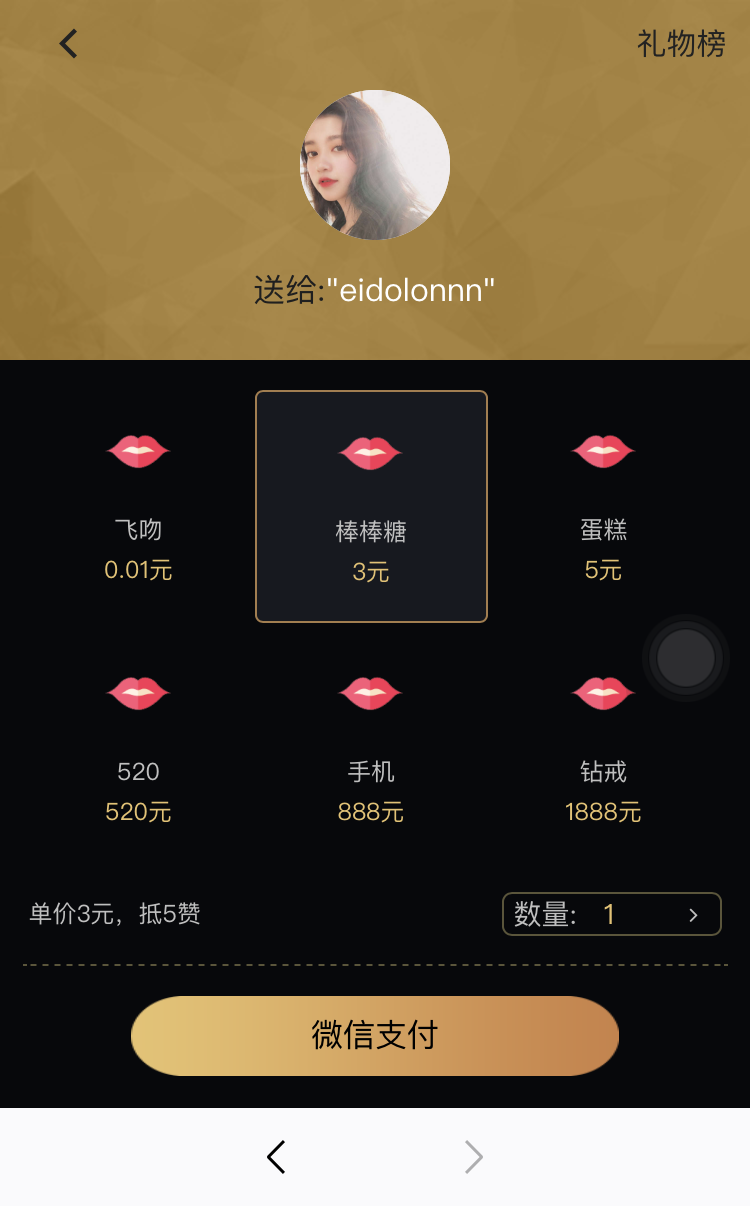 礼物榜
送给:"eidolonnn"
飞吻
0.01元
棒棒糖
3元
蛋糕
5元
520
520元
手机
888元
钻戒
1888元
单价3元，抵5赞
数量: 1
微信支付